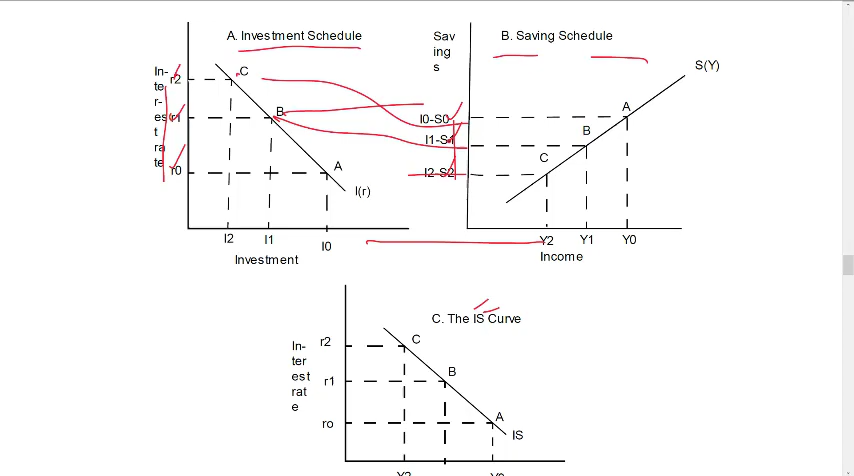 A. Investment Schedule
In-
te
r-
es
t
ra
te
r2
r1
r0
C
B
A
I(r)
I2
I1
I0
Investment
Sav
ing
s
B. Saving Schedule
S(Y)
I0-S0
I1-S1
I2-S2
A
B
C
Y2
Y1
Y0
Income
C. The IS Curve
In-
ter
est
rat
e
r2
r1
ro
C
B
A
IS